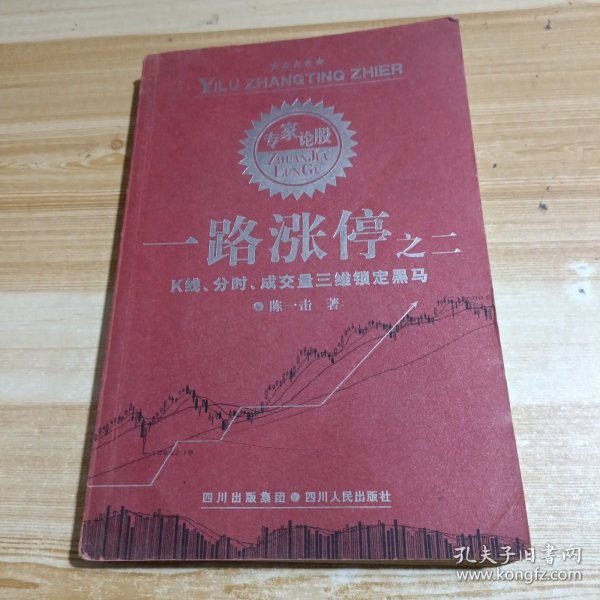 YILU ZHANGTING ZHIER
专家论股
ZHUANJIA
LUNGU
一路涨停之二
K线、分时、成交量三维锁定黑马
陈一击 著
四川出版集团 四川人民出版社
孔夫子旧书网
www.kongfz.com